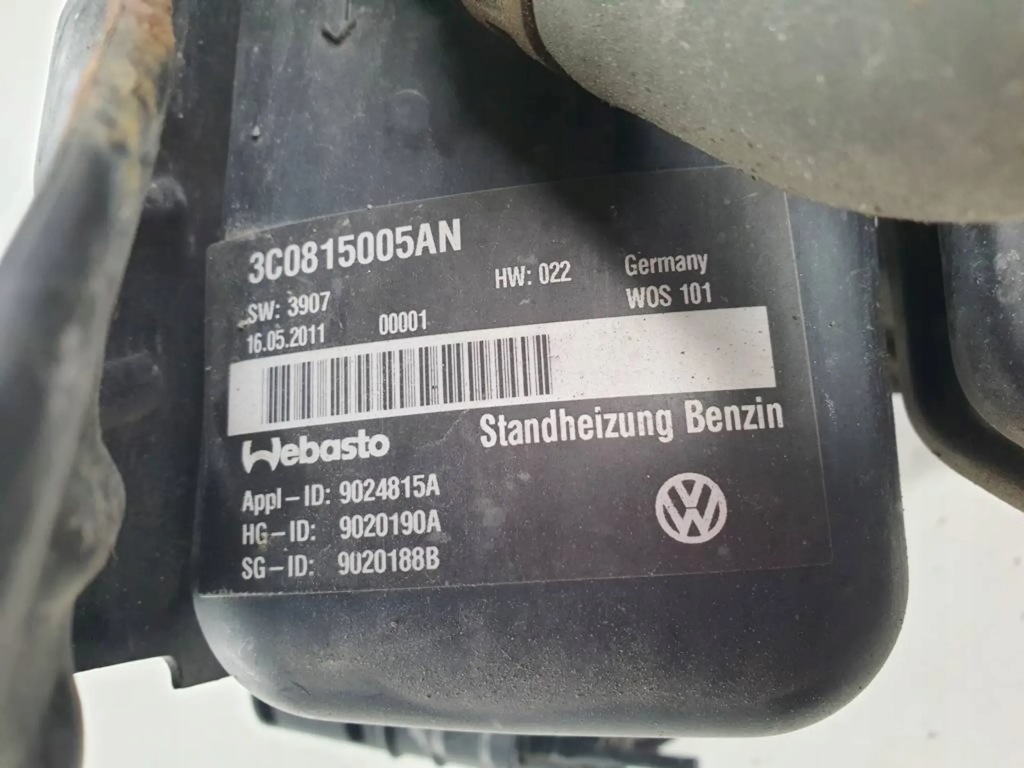 3C0815005AN
SW: 3907 HW: 022 Germany
16.05.2011 00001 WOS 101
Webasto Standheizung Benzin
Appl-ID: 9024815A
HG-ID: 9020190A
SG-ID: 9020188B
VW